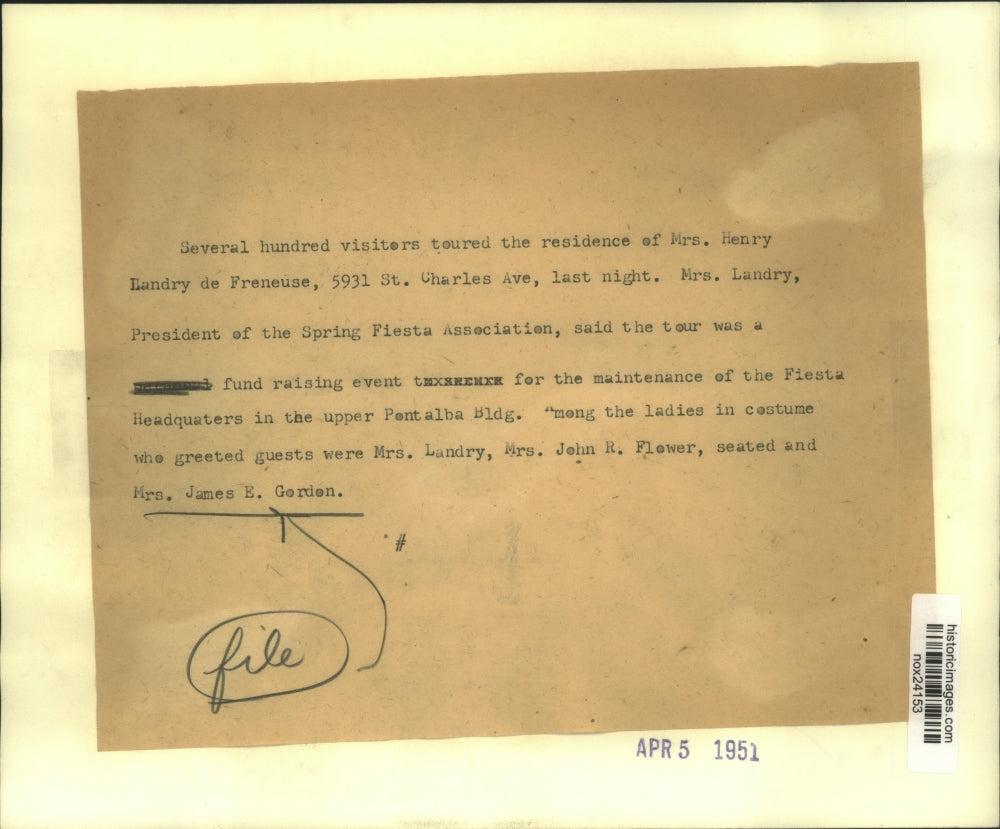 Several hundred visitors toured the residence of Mrs. Henry
Landry de Freneuse, 5931 St. Charles Ave, last night. Mrs. Landry,
President of the Spring Fiesta Association, said the tour was a
fund raising event for the maintenance of the Fiesta
Headquaters in the upper Pontalba Bldg. Among the ladies in costume
who greeted guests were Mrs. Landry, Mrs. John R. Flower, seated and
Mrs. James E. Gordon.
#
file
APR 5 1951
historicimages.com
nox24153